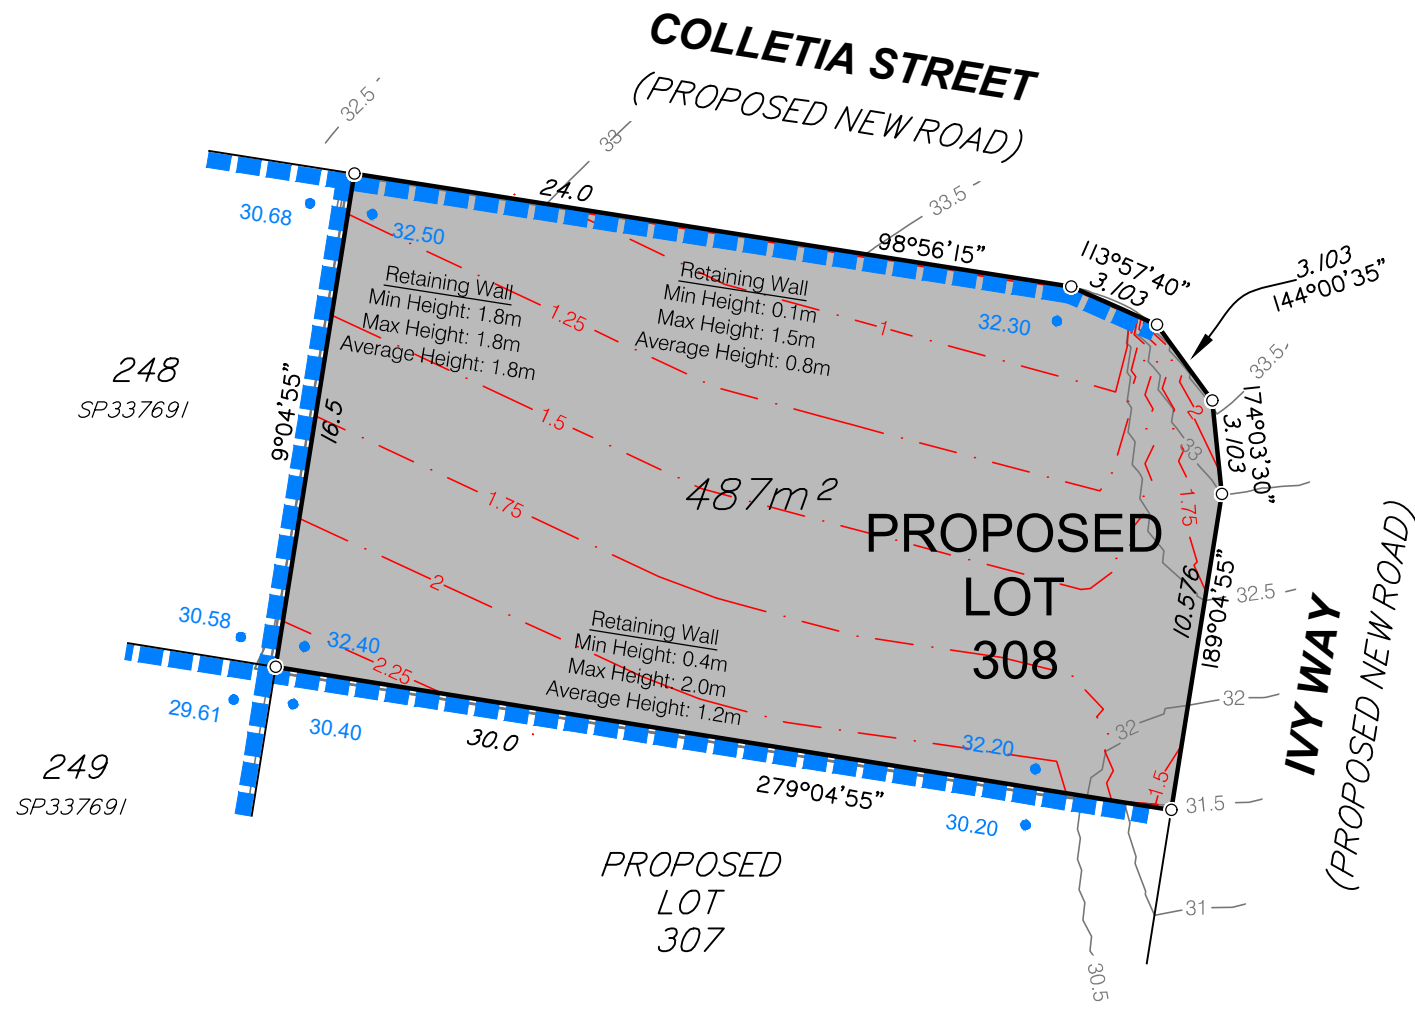 COLLETIA STREET
(PROPOSED NEW ROAD)
32.5
33
33.5
24.0
98°56'15"
113°57'40"
3.103
3.103
144°00'35"
30.68
32.50
32.30
Retaining Wall
Min Height: 1.8m
Max Height: 1.8m
Average Height: 1.8m
Retaining Wall
Min Height: 0.1m
Max Height: 1.5m
Average Height: 0.8m
1.25
1
33.5
248
SP337691
9°04'55"
16.5
1.5
2
33
174°03'30"
3.103
487m²
1.75
1.75
PROPOSED
LOT
308
2
10.576
189°04'55"
32.5
30.58
32.40
2.25
Retaining Wall
Min Height: 0.4m
Max Height: 2.0m
Average Height: 1.2m
IVY WAY
(PROPOSED NEW ROAD)
29.61
30.40
30.0
32.20
32
32
279°04'55"
1.5
31.5
249
SP337691
30.20
PROPOSED
LOT
307
31
30.5